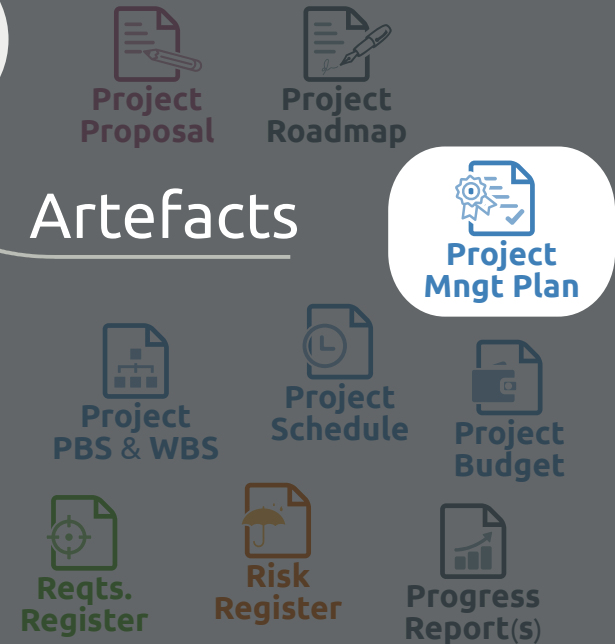 Project
Proposal
Project
Roadmap
Artefacts
Project
Mngt Plan
Project
PBS & WBS
Project
Schedule
Project
Budget
Reqts.
Register
Risk
Register
Progress
Report(s)